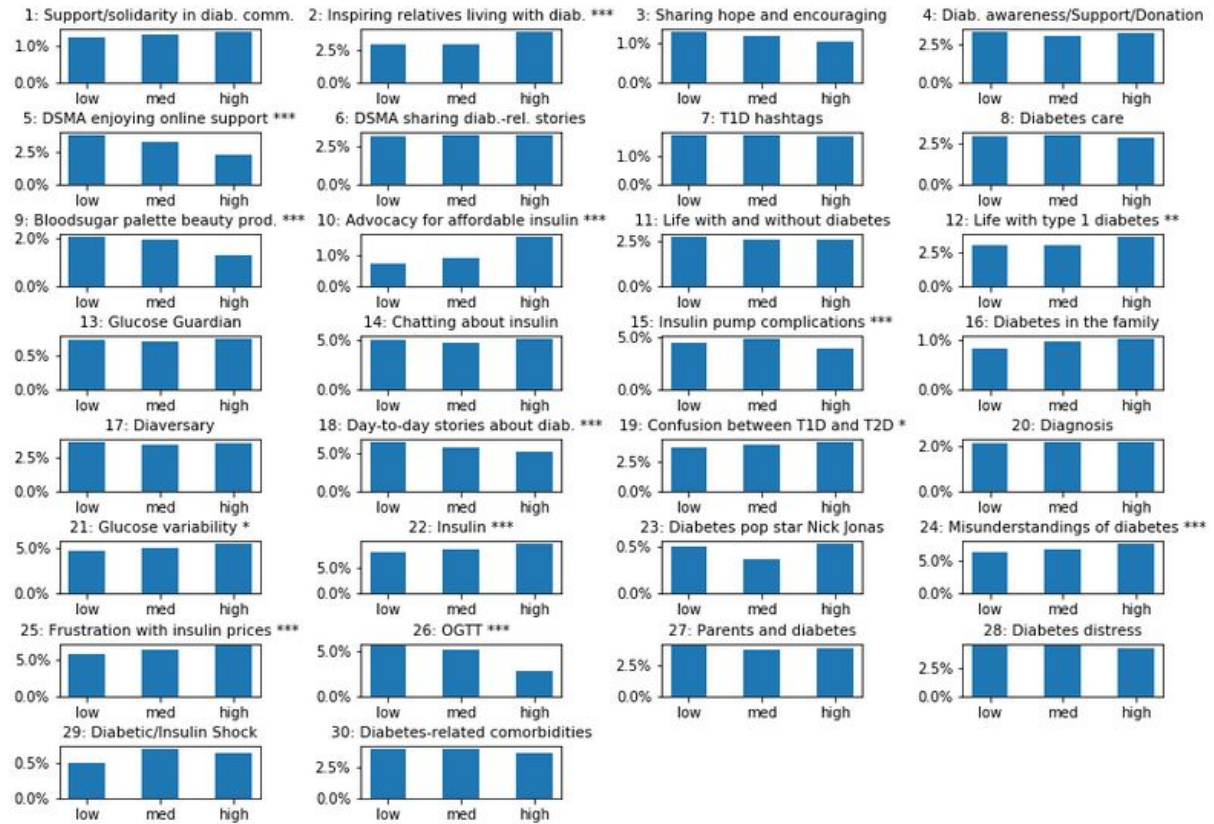 1: Support/solidarity in diab. comm.
2: Inspiring relatives living with diab. ***
3: Sharing hope and encouraging
4: Diab. awareness/Support/Donation
1.0%
0.0%
low med high
2.5%
0.0%
low med high
1.0%
0.0%
low med high
2.5%
0.0%
low med high
5: DSMA enjoying online support ***
6: DSMA sharing diab.-rel. stories
7: T1D hashtags
8: Diabetes care
2.5%
0.0%
low med high
2.5%
0.0%
low med high
1.0%
0.0%
low med high
2.5%
0.0%
low med high
9: Bloodsugar palette beauty prod. ***
10: Advocacy for affordable insulin ***
11: Life with and without diabetes
12: Life with type 1 diabetes **
2.0%
0.0%
low med high
1.0%
0.0%
low med high
2.5%
0.0%
low med high
2.5%
0.0%
low med high
13: Glucose Guardian
14: Chatting about insulin
15: Insulin pump complications ***
16: Diabetes in the family
0.5%
0.0%
low med high
5.0%
0.0%
low med high
5.0%
0.0%
low med high
1.0%
0.0%
low med high
17: Diaversary
18: Day-to-day stories about diab. ***
19: Confusion between T1D and T2D *
20: Diagnosis
2.5%
0.0%
low med high
5.0%
0.0%
low med high
2.5%
0.0%
low med high
2.0%
0.0%
low med high
21: Glucose variability *
22: Insulin ***
23: Diabetes pop star Nick Jonas
24: Misunderstandings of diabetes ***
5.0%
0.0%
low med high
5.0%
0.0%
low med high
0.5%
0.0%
low med high
5.0%
0.0%
low med high
25: Frustration with insulin prices ***
26: OGTT ***
27: Parents and diabetes
28: Diabetes distress
5.0%
0.0%
low med high
5.0%
0.0%
low med high
2.5%
0.0%
low med high
2.5%
0.0%
low med high
29: Diabetic/Insulin Shock
30: Diabetes-related comorbidities
0.5%
0.0%
low med high
2.5%
0.0%
low med high